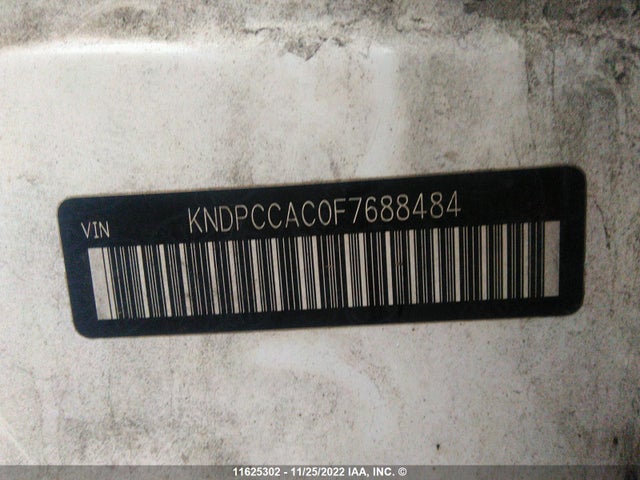 VIN
KNDPCCAC0F7688484
11625302 - 11/25/2022 IAA, INC. ©